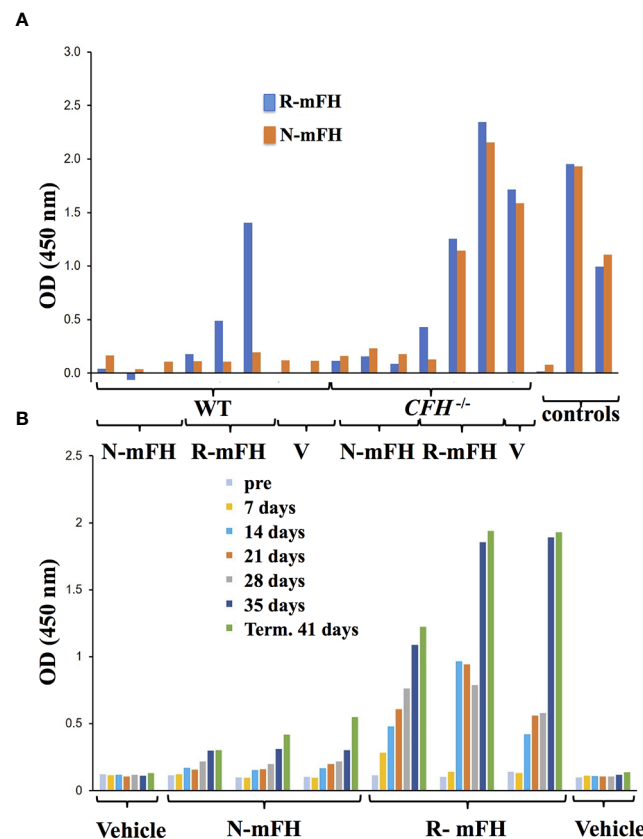 A
3.0
2.5
2.0
1.5
1.0
0.5
0.0
OD (450 nm)
R-mFH
N-mFH
WT
CFH-/-
controls
N-mFH R-mFH V N-mFH R-mFH V
B
2.5
2
1.5
1
0.5
0
OD (450 nm)
pre
7 days
14 days
21 days
28 days
35 days
Term. 41 days
Vehicle N-mFH R- mFH Vehicle